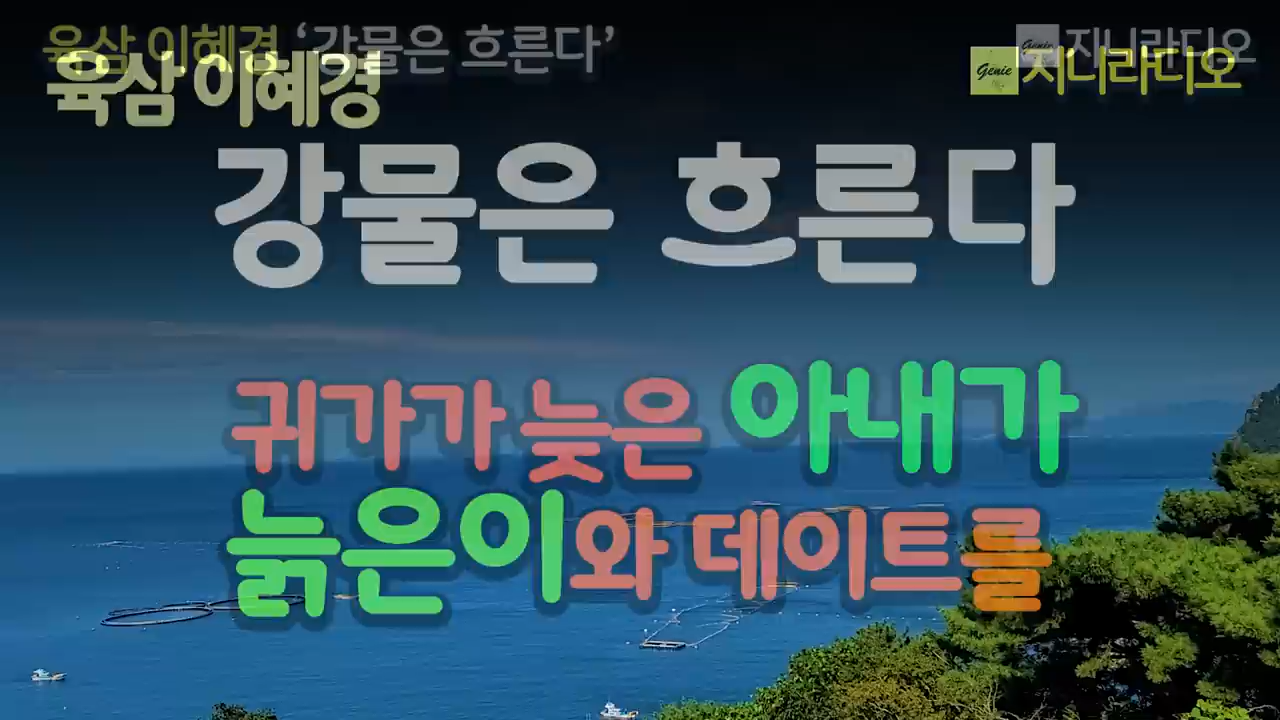 육삼 이혜경 ‘강물은 흐른다’
Genie 지니라디오
육삼 이혜경
Genie 지니라디오
강물은 흐른다
귀가가 늦은 아내가
늙은이와 데이트를